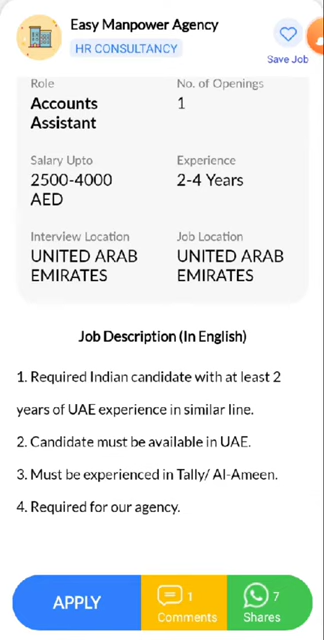 Easy Manpower Agency
HR CONSULTANCY
Save Job
Role
No. of Openings
Accounts
Assistant
1
Salary Upto
Experience
2500-4000
AED
2-4 Years
Interview Location
Job Location
UNITED ARAB
EMIRATES
UNITED ARAB
EMIRATES
Job Description (In English)
1. Required Indian candidate with at least 2
years of UAE experience in similar line.
2. Candidate must be available in UAE.
3. Must be experienced in Tally/ Al-Ameen.
4. Required for our agency.
APPLY
1
Comments
7
Shares